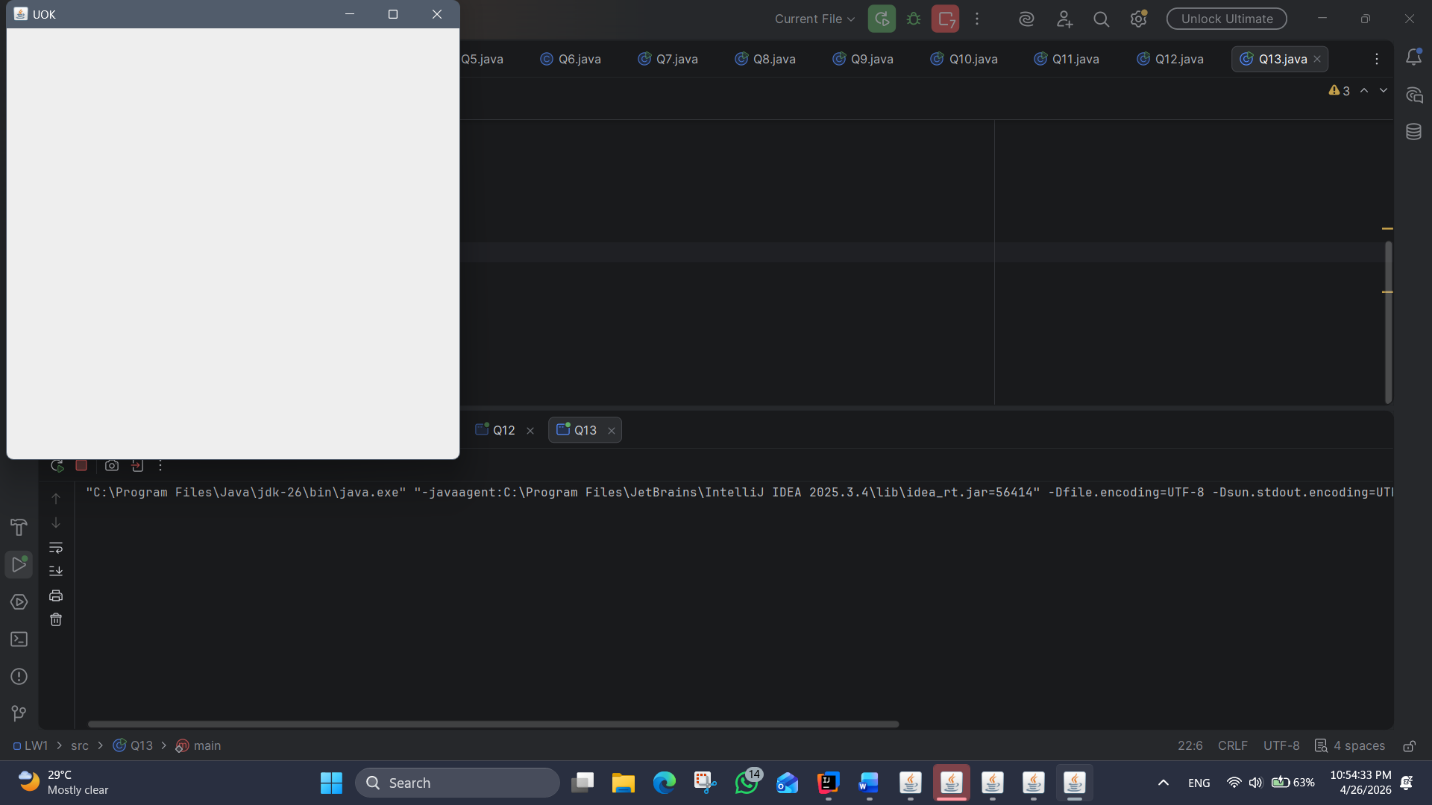 UOK
Current File
7
Unlock Ultimate
Q5.java
Q6.java
Q7.java
Q8.java
Q9.java
Q10.java
Q11.java
Q12.java
Q13.java
3
Q12
Q13
"C:\Program Files\Java\jdk-26\bin\java.exe" "-javaagent:C:\Program Files\JetBrains\IntelliJ IDEA 2025.3.4\lib\idea_rt.jar=56414" -Dfile.encoding=UTF-8 -Dsun.stdout.encoding=UT
LW1 > src > Q13 > main
22:6 CRLF UTF-8 4 spaces
29°C
Mostly clear
Search
14
ENG
63%
10:54:33 PM
4/26/2026